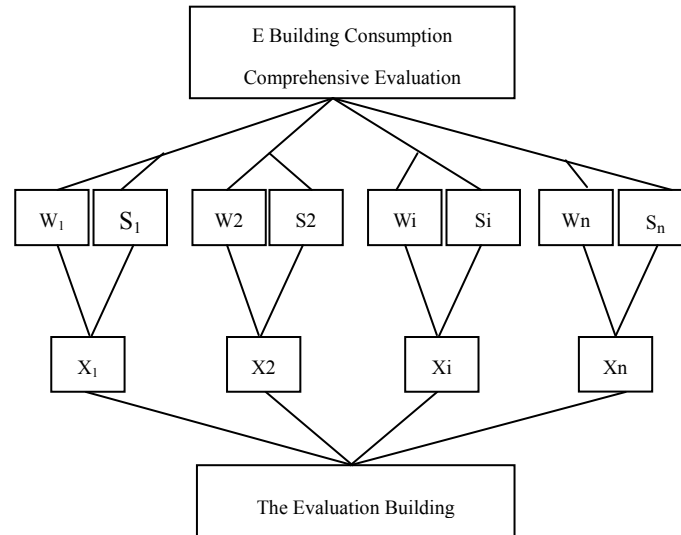 E Building Consumption
Comprehensive Evaluation
W₁ S₁ W2 S2 Wi Si Wn Sₙ
X₁ X2 Xi Xn
The Evaluation Building